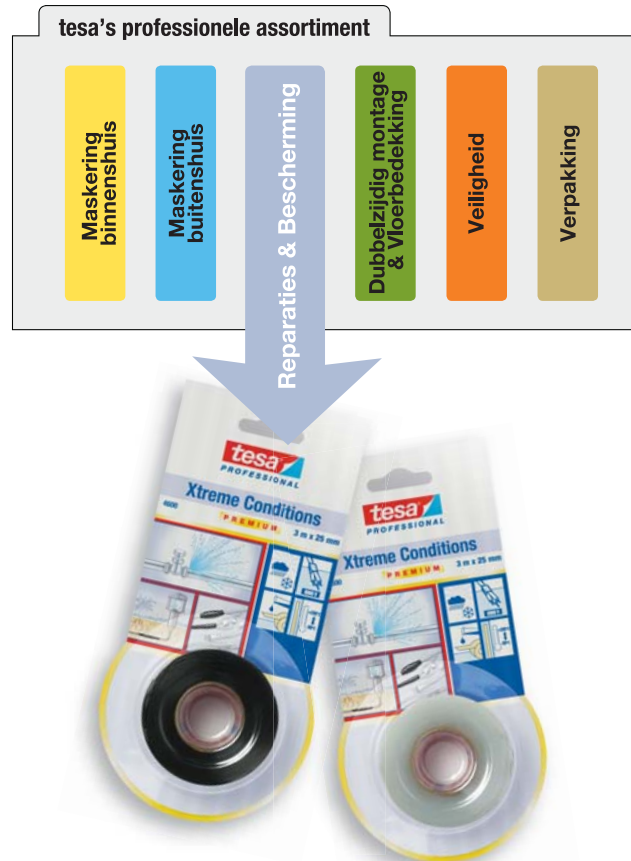 tesa's professionele assortiment
Maskering
binnenshuis
Maskering
buitenshuis
Reparaties & Bescherming
Dubbelzijdig montage
& Vloerbedekking
Veiligheid
Verpakking
tesa
PROFESSIONAL
Xtreme Conditions
4600
PREMIUM
3 m x 25 mm
tesa
PROFESSIONAL
Xtreme Conditions
PREMIUM
3 m x 25 mm